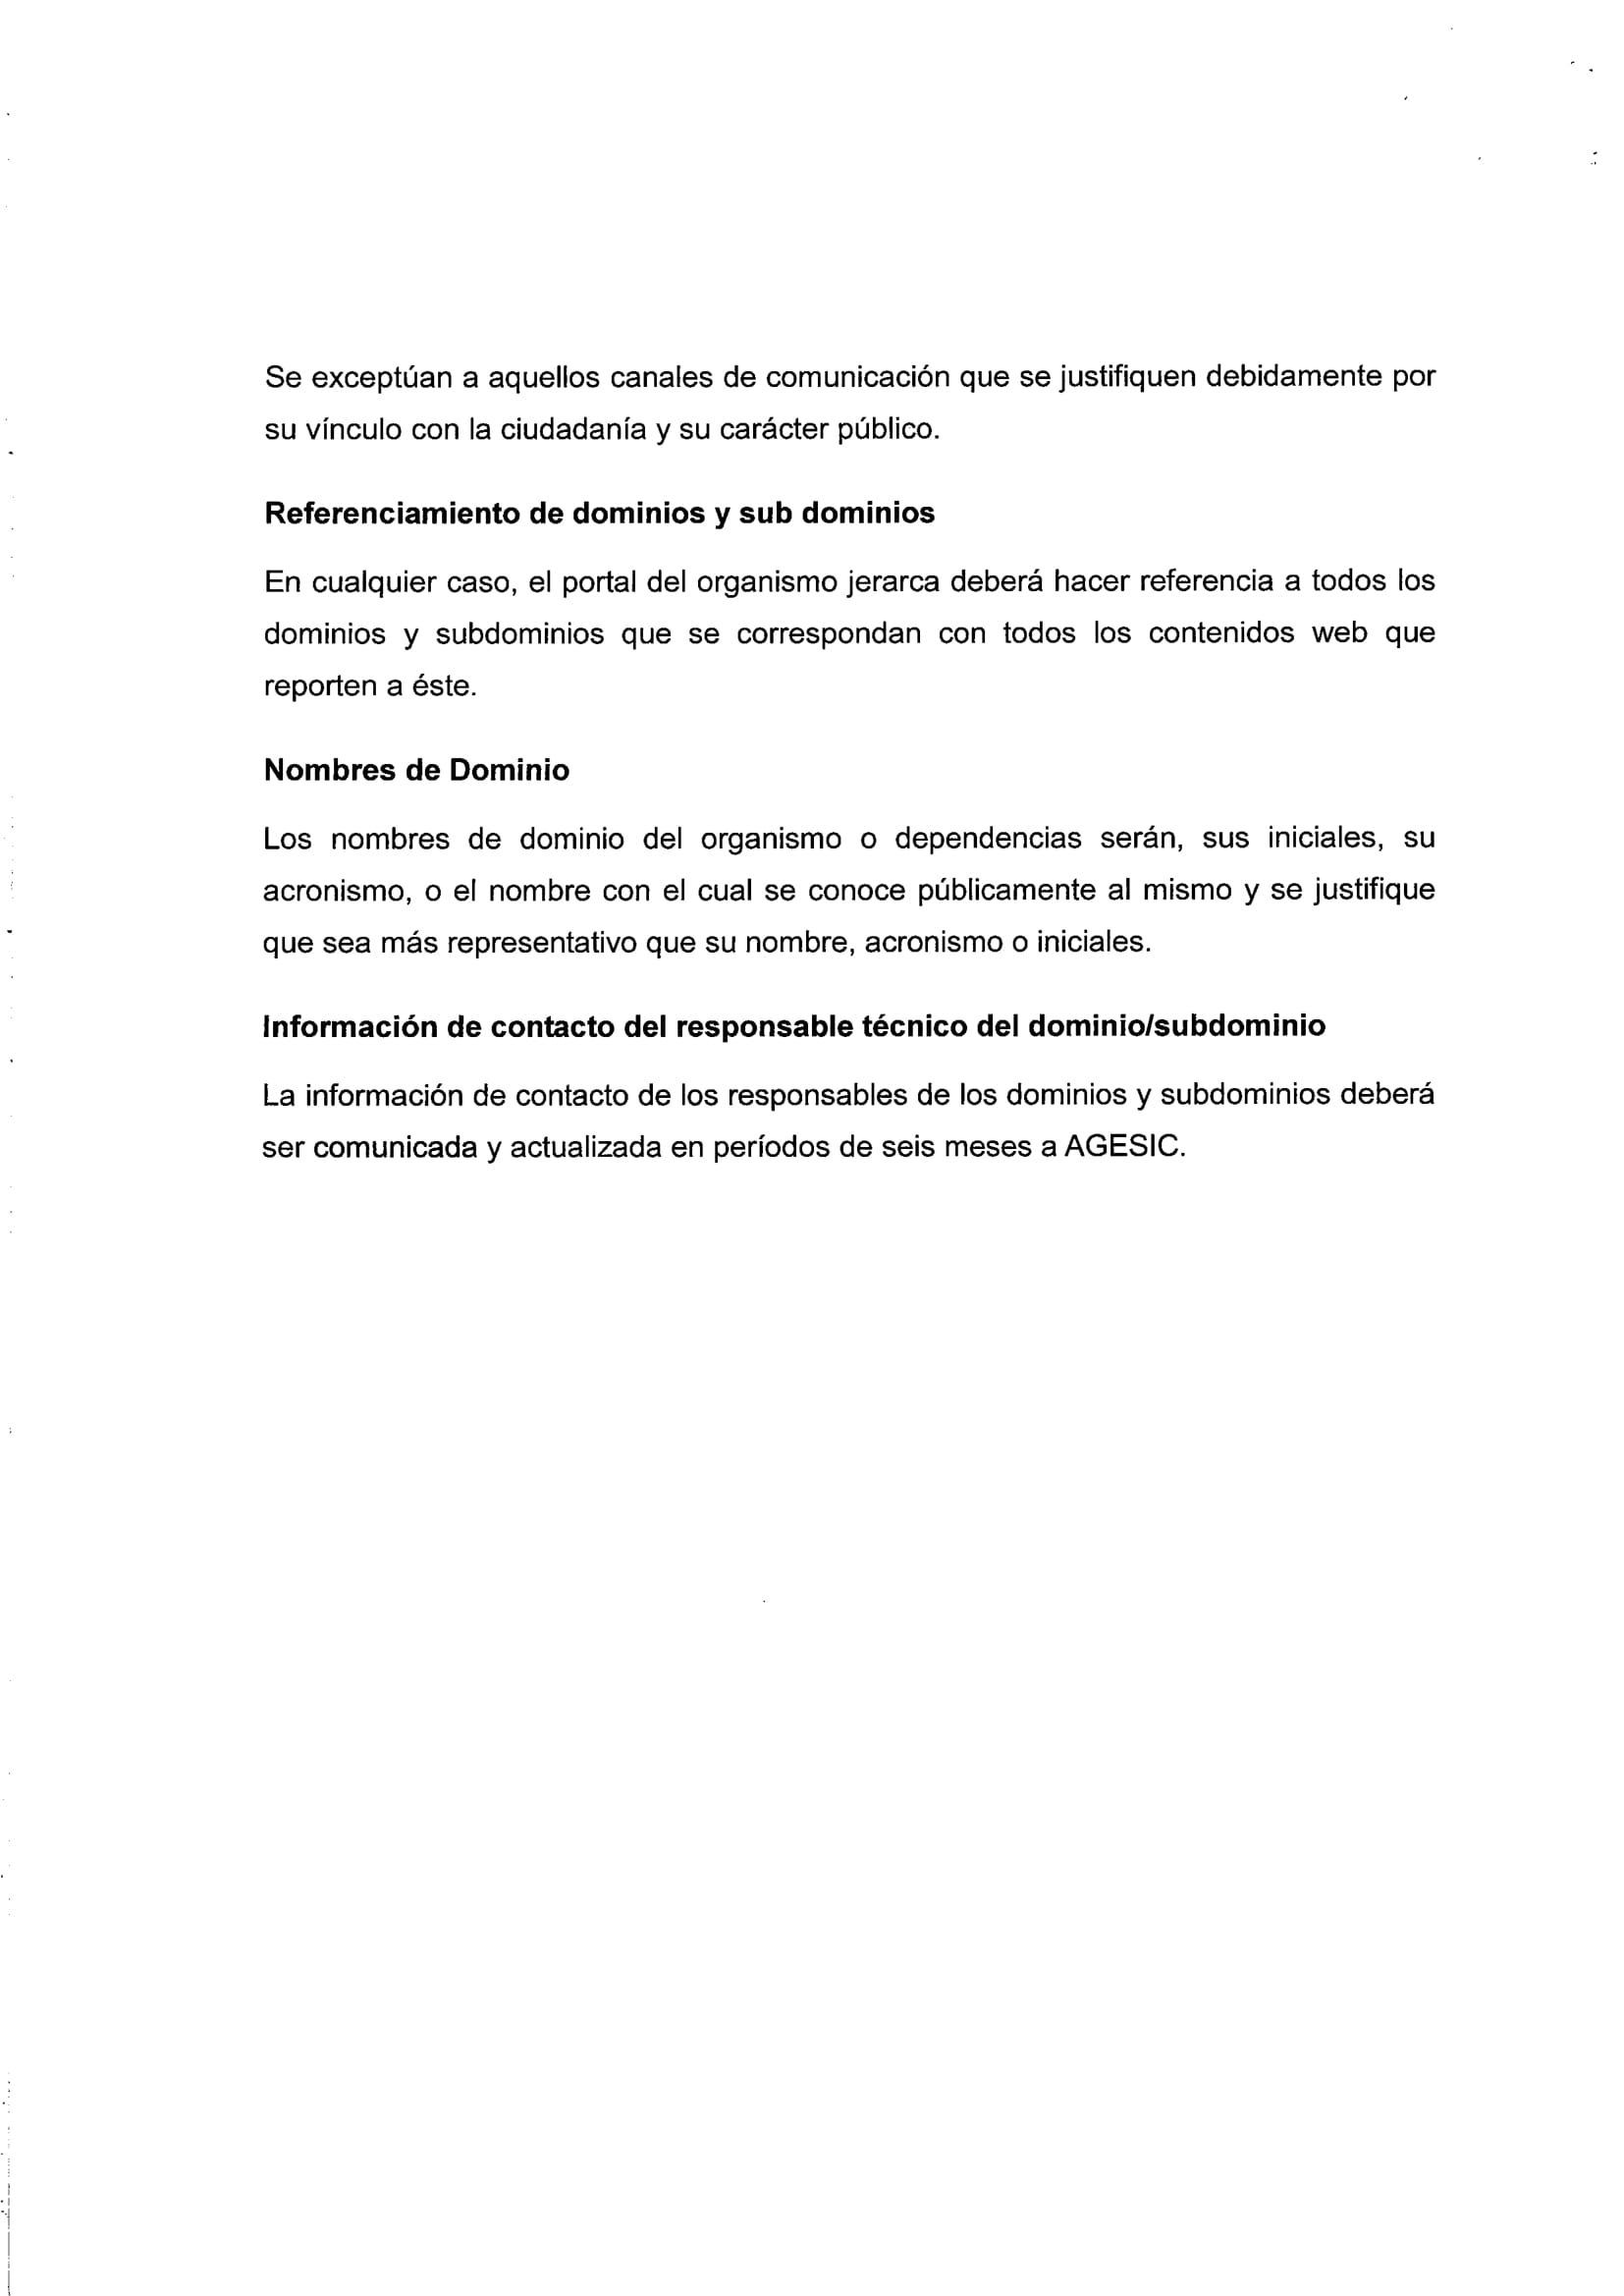 Se exceptúan a aquellos canales de comunicación que se justifiquen debidamente por
su vínculo con la ciudadanía y su carácter público.
Referenciamiento de dominios y sub dominios
En cualquier caso, el portal del organismo jerarca deberá hacer referencia a todos los
dominios y subdominios que se correspondan con todos los contenidos web que
reporten a éste.
Nombres de Dominio
Los nombres de dominio del organismo o dependencias serán, sus iniciales, su
acronismo, o el nombre con el cual se conoce públicamente al mismo y se justifique
que sea más representativo que su nombre, acronismo o iniciales.
Información de contacto del responsable técnico del dominio/subdominio
La información de contacto de los responsables de los dominios y subdominios deberá
ser comunicada y actualizada en períodos de seis meses a AGESIC.